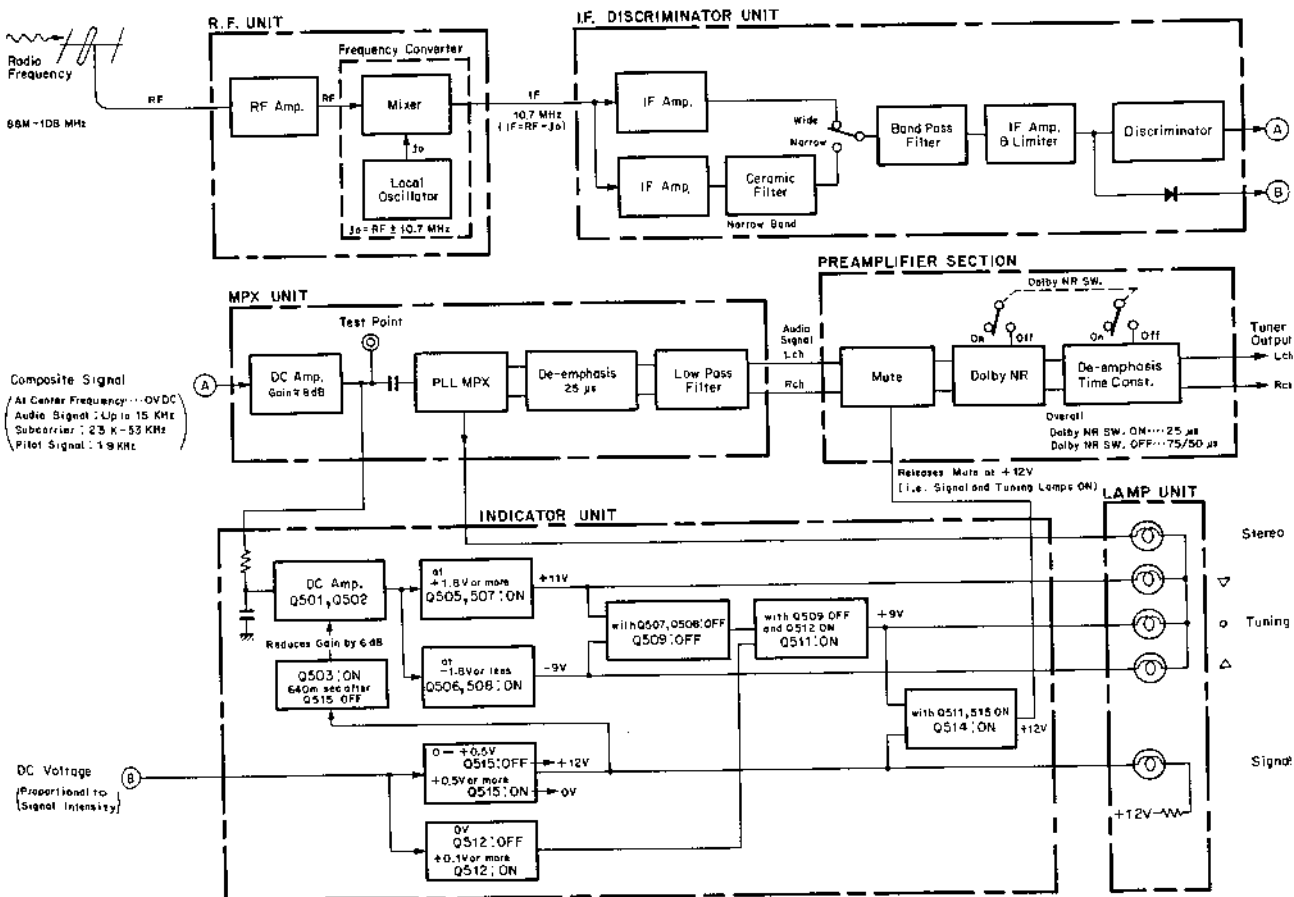 R.F. UNIT
I.F. DISCRIMINATOR UNIT
Radio
Frequency
88M-108 MHz
RF
RF Amp.
RF
Frequency Converter
Mixer
fo
Local
Oscillator
fo=RF ± 10.7 MHz
IF
10.7 MHz
(IF=RF-fo)
IF Amp.
IF Amp.
Ceramic
Filter
Narrow Band
Wide
Narrow
Band Pass
Filter
IF Amp.
& Limiter
Discriminator
A
B
MPX UNIT
PREAMPLIFIER SECTION
Composite Signal
At Center Frequency...0VDC
Audio Signal : Up to 15 KHz
Subcarrier : 23 K-53 KHz
Pilot Signal : 19 KHz
A
DC Amp.
Gain≈8dB
Test Point
PLL MPX
De-emphasis
25 µs
Low Pass
Filter
Audio
Signal
Lch
Rch
Mute
Dolby NR SW.
On
Off
On
Off
Dolby NR
De-emphasis
Time Const.
Overall
Dolby NR SW. ON....25 µs
Dolby NR SW. OFF...75/50 µs
Tuner
Output
Lch
Rch
Releases Mute at +12V
(i.e. Signal and Tuning Lamps ON)
INDICATOR UNIT
LAMP UNIT
DC Amp.
Q501, Q502
Reduces Gain by 6dB
Q503:ON
640m sec after
Q515 OFF
at
+1.8V or more
Q505, 507:ON
+11V
at
-1.8V or less
Q506, 508:ON
-9V
with Q507, Q508:OFF
Q509:OFF
with Q509 OFF
and Q512 ON
Q511:ON
+9V
with Q511, 515 ON
Q514:ON
+12V
Stereo
Tuning
Signal
+12V
DC Voltage
(Proportional to
Signal Intensity)
B
0 — +0.5V
Q515:OFF
+12V
+0.5V or more
Q515:ON
0V
0V
Q512:OFF
+0.1V or more
Q512:ON